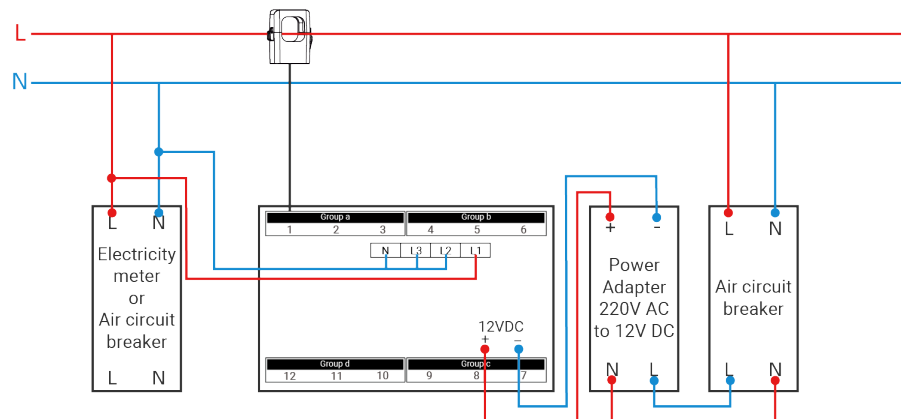 L
N
L N
Electricity
meter
or
Air circuit
breaker
L N
Group a Group b
1 2 3 4 5 6
N L3 L2 L1
12VDC
+ −
Group d Group c
12 11 10 9 8 7
+ -
Power
Adapter
220V AC
to 12V DC
N L
L N
Air circuit
breaker
L N